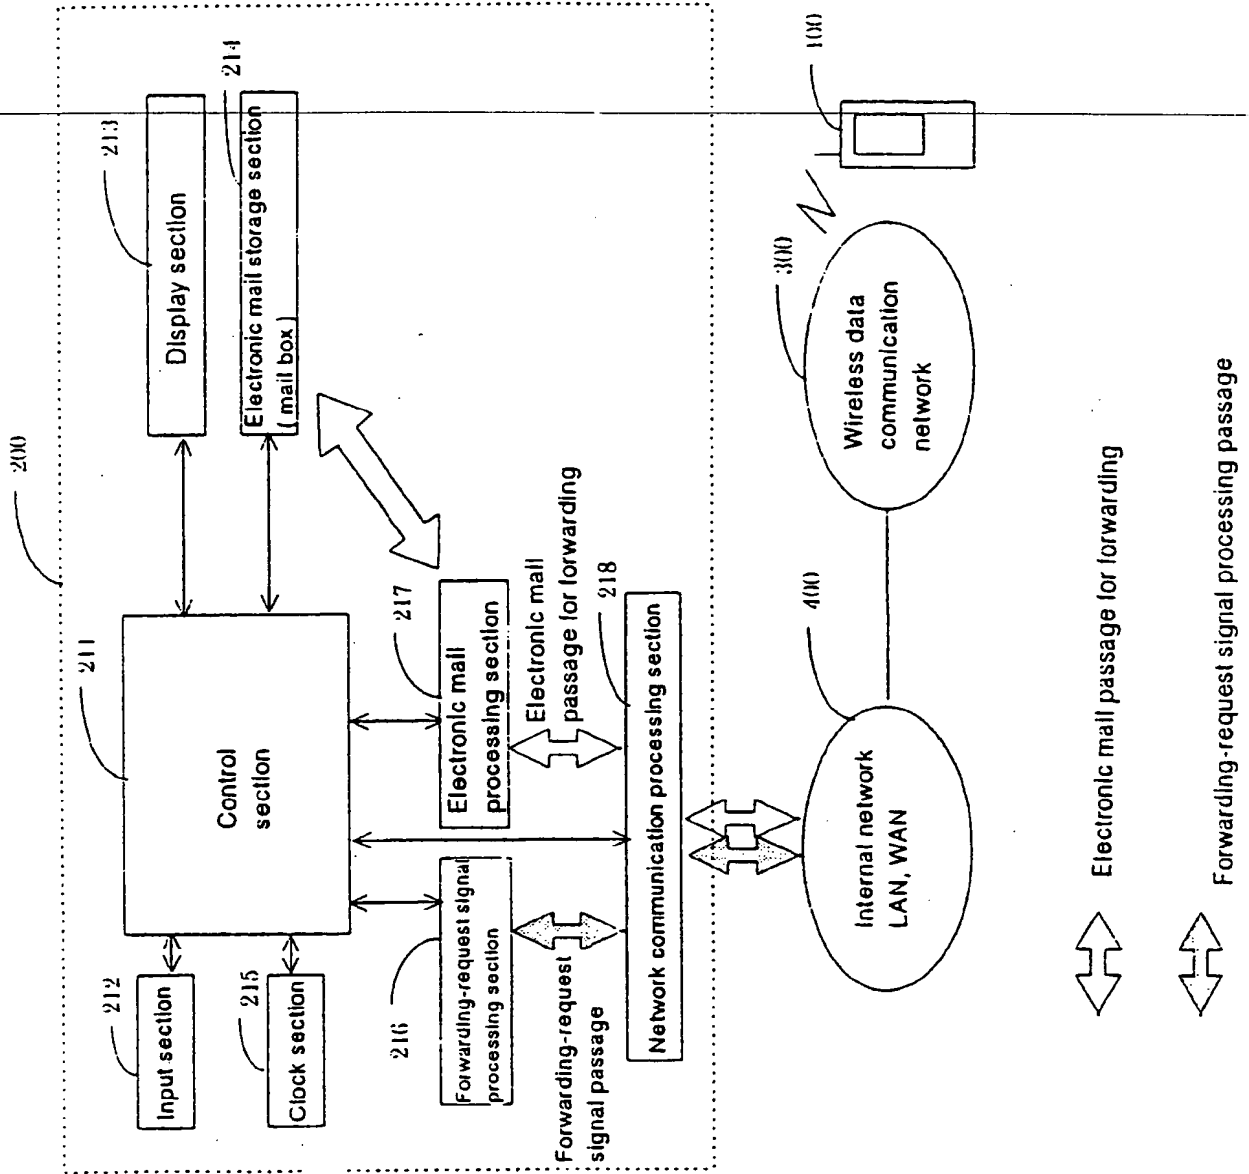 200
211
Control
section
212
Input section
215
Clock section
213
Display section
214
Electronic mail storage section
( mail box )
216
Forwarding-request signal
processing section
217
Electronic mail
processing section
Forwarding-request
signal passage
Electronic mail
passage for forwarding
218
Network communication processing section
400
Internal network
LAN, WAN
300
Wireless data
communication
network
100
Electronic mail passage for forwarding
Forwarding-request signal processing passage